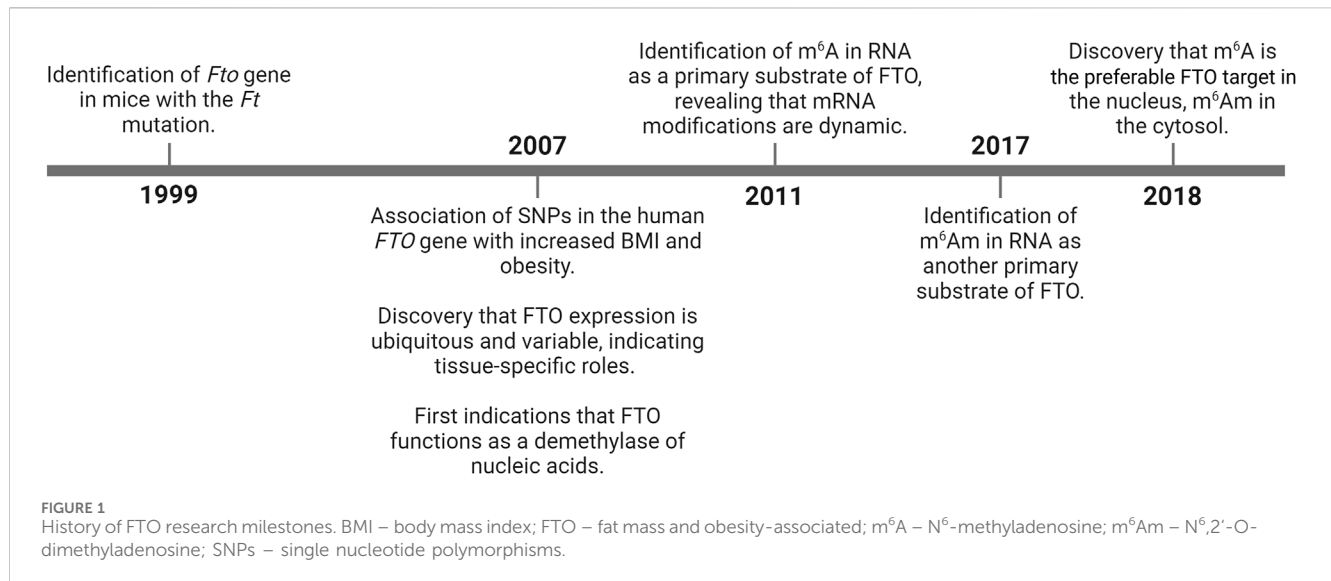 Identification of Fto gene
in mice with the Ft
mutation.
1999
2007
Association of SNPs in the human
FTO gene with increased BMI and
obesity.
Discovery that FTO expression is
ubiquitous and variable, indicating
tissue-specific roles.
First indications that FTO
functions as a demethylase of
nucleic acids.
Identification of m⁶A in RNA
as a primary substrate of FTO,
revealing that mRNA
modifications are dynamic.
2011
2017
Identification of
m⁶Am in RNA as
another primary
substrate of FTO.
Discovery that m⁶A is
the preferable FTO target in
the nucleus, m⁶Am in
the cytosol.
2018
FIGURE 1
History of FTO research milestones. BMI – body mass index; FTO – fat mass and obesity-associated; m⁶A – N⁶-methyladenosine; m⁶Am – N⁶,2′-O-
dimethyladenosine; SNPs – single nucleotide polymorphisms.